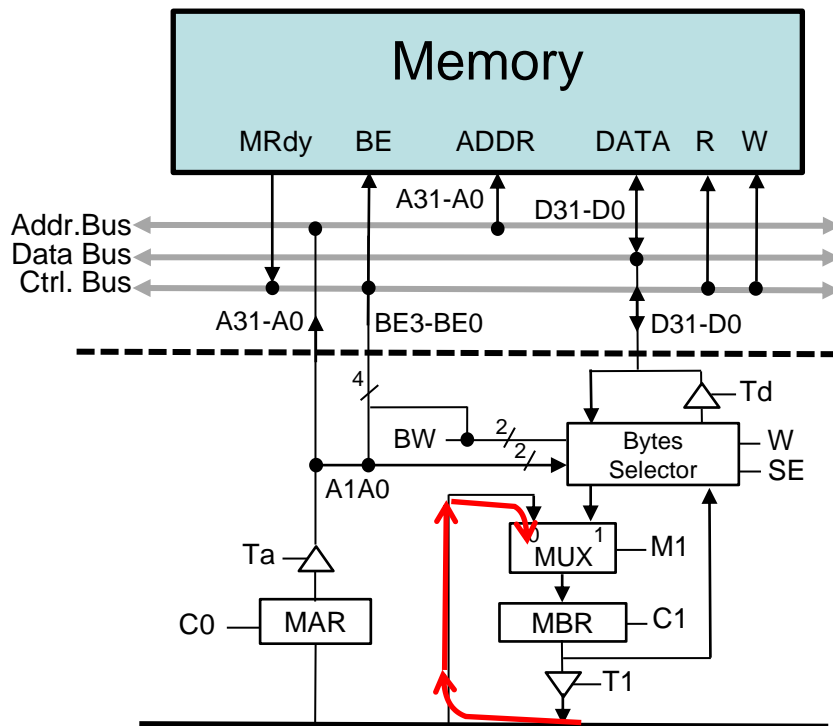 Memory
MRdy BE ADDR DATA R W
A31-A0
D31-D0
Addr.Bus
Data Bus
Ctrl. Bus
A31-A0 BE3-BE0 D31-D0
4
Td
BW 2
Bytes
Selector
W
2
SE
A1A0
0 1
MUX
M1
Ta
C0
MAR
MBR
C1
T1